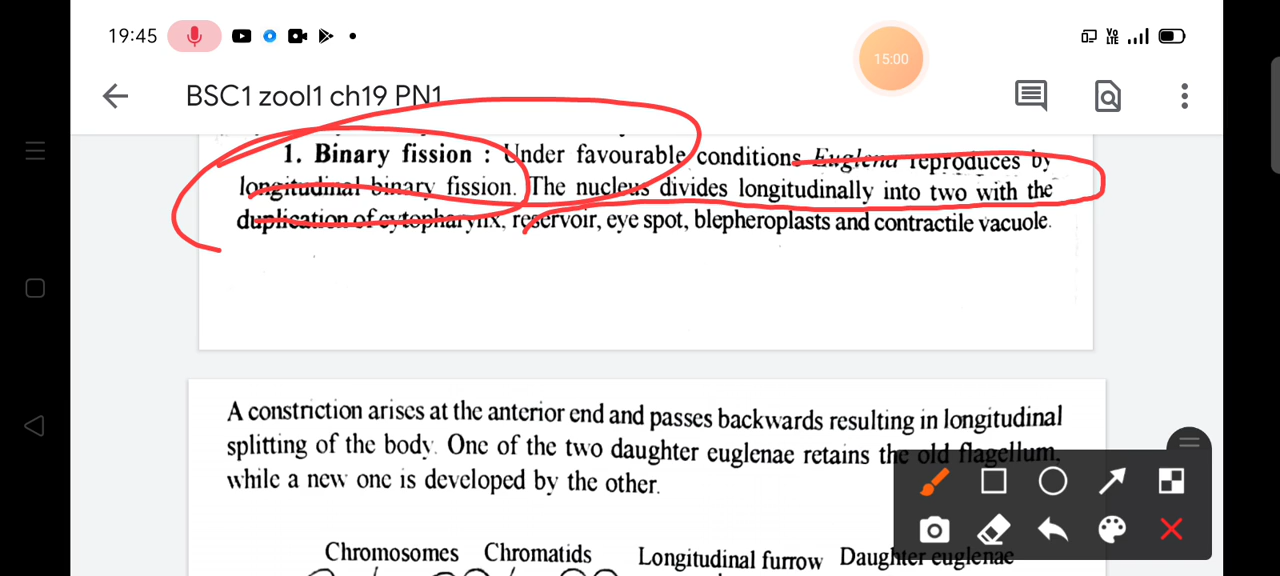 19:45
VO LTE
15:00
BSC1 zool1 ch19 PN1
1. Binary fission : Under favourable conditions Euglena reproduces by
longitudinal binary fission. The nucleus divides longitudinally into two with the
duplication of cytopharynx, reservoir, eye spot, blepheroplasts and contractile vacuole.
A constriction arises at the anterior end and passes backwards resulting in longitudinal
splitting of the body. One of the two daughter euglenae retains the old flagellum,
while a new one is developed by the other.
Chromosomes Chromatids Longitudinal furrow Daughter euglenae